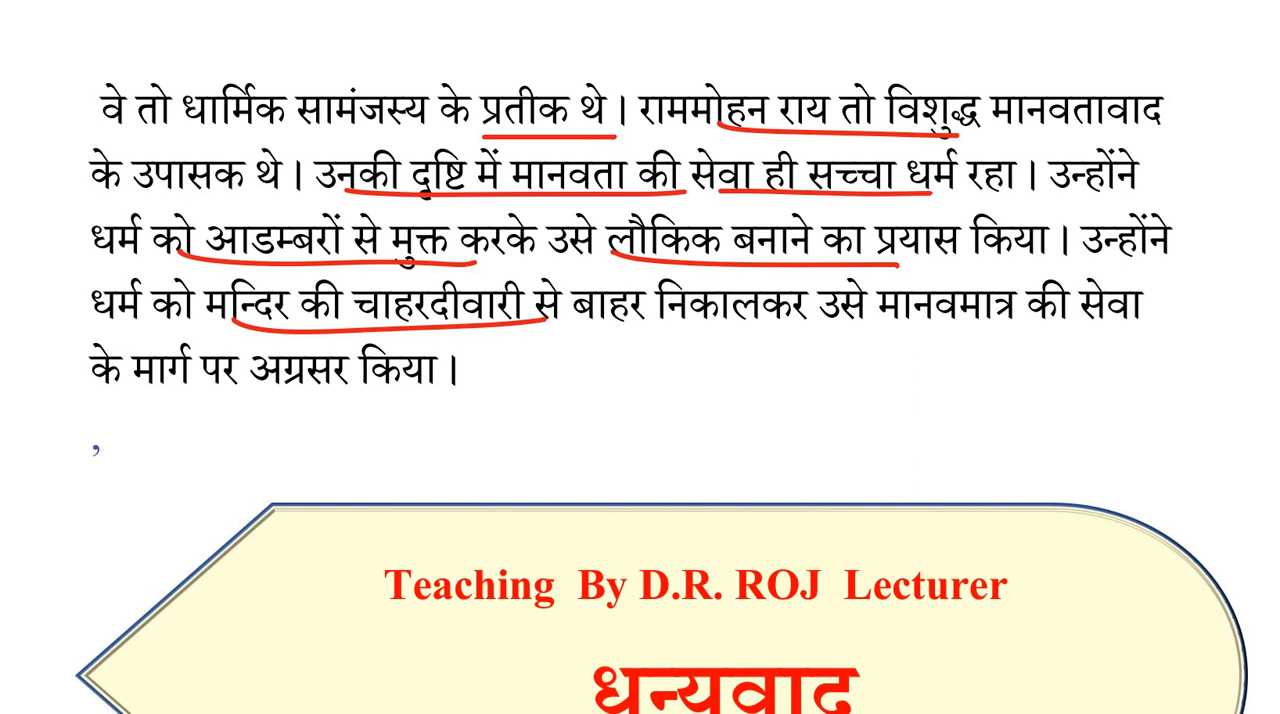 वे तो धार्मिक सामंजस्य के प्रतीक थे। राममोहन राय तो विशुद्ध मानवतावाद
के उपासक थे। उनकी दृष्टि में मानवता की सेवा ही सच्चा धर्म रहा। उन्होंने
धर्म को आडम्बरों से मुक्त करके उसे लौकिक बनाने का प्रयास किया। उन्होंने
धर्म को मन्दिर की चाहरदीवारी से बाहर निकालकर उसे मानवमात्र की सेवा
के मार्ग पर अग्रसर किया।
,
Teaching By D.R. ROJ Lecturer
धन्यवाद